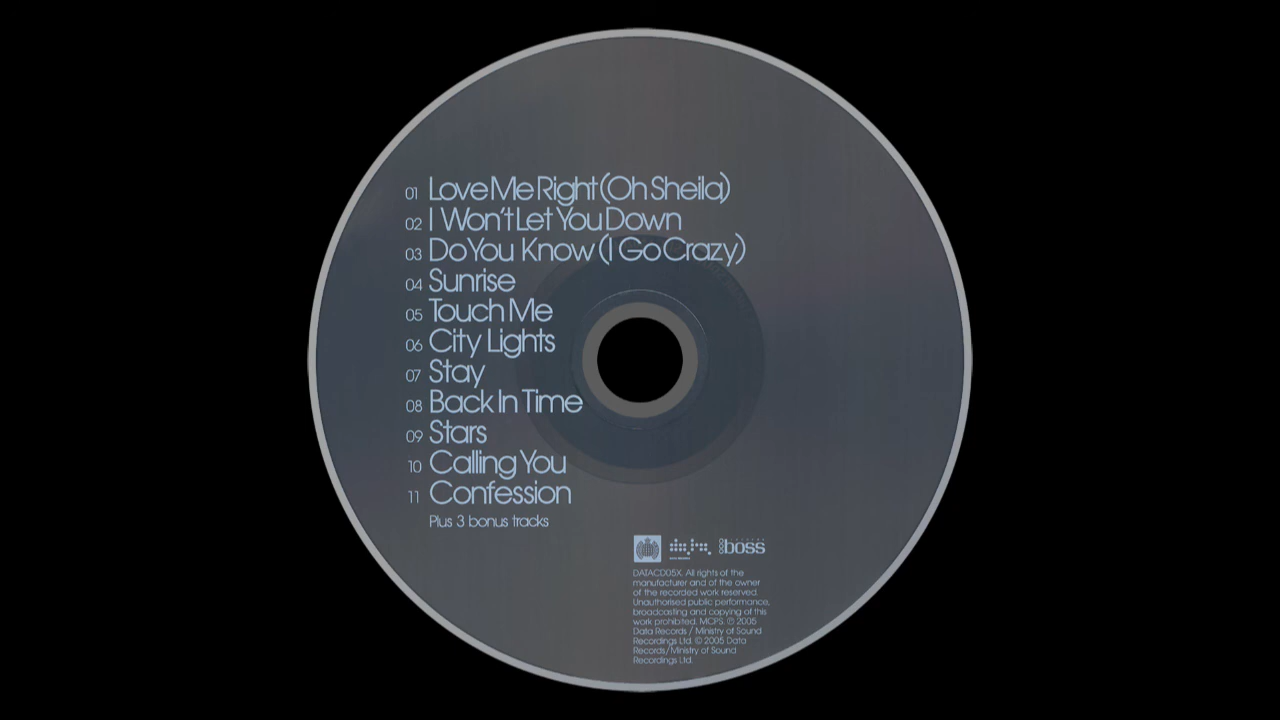 01 Love Me Right (Oh Sheila)
02 I Won't Let You Down
03 Do You Know (I Go Crazy)
04 Sunrise
05 Touch Me
06 City Lights
07 Stay
08 Back In Time
09 Stars
10 Calling You
11 Confession
Plus 3 bonus tracks
data boss
DATACD05X. All rights of the
manufacturer and of the owner
of the recorded work reserved.
Unauthorised public performance,
broadcasting and copying of this
work prohibited. MCPS. ℗ 2005
Data Records / Ministry of Sound
Recordings Ltd. © 2005 Data
Records/Ministry of Sound
Recordings Ltd.